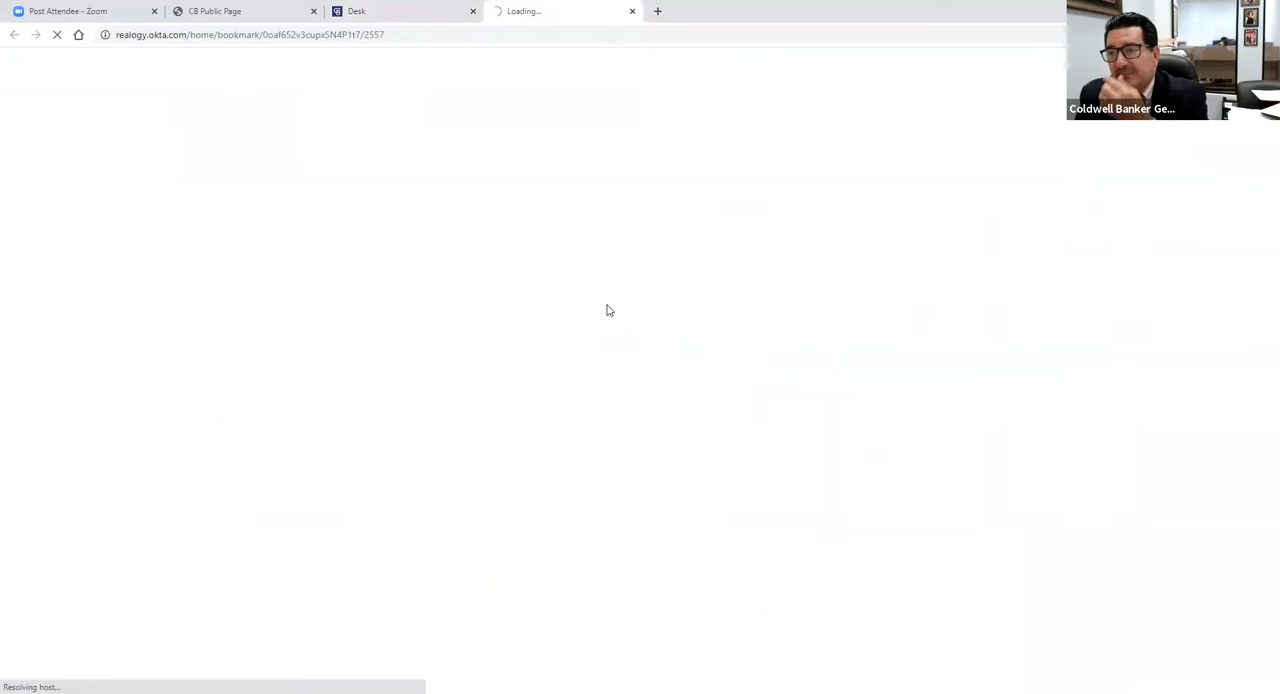 Post Attendee - Zoom
CB Public Page
Desk
Loading...
realogy.okta.com/home/bookmark/0oaf652v3cupxSN4P1t7/2557
Coldwell Banker Ge...
Resolving host...